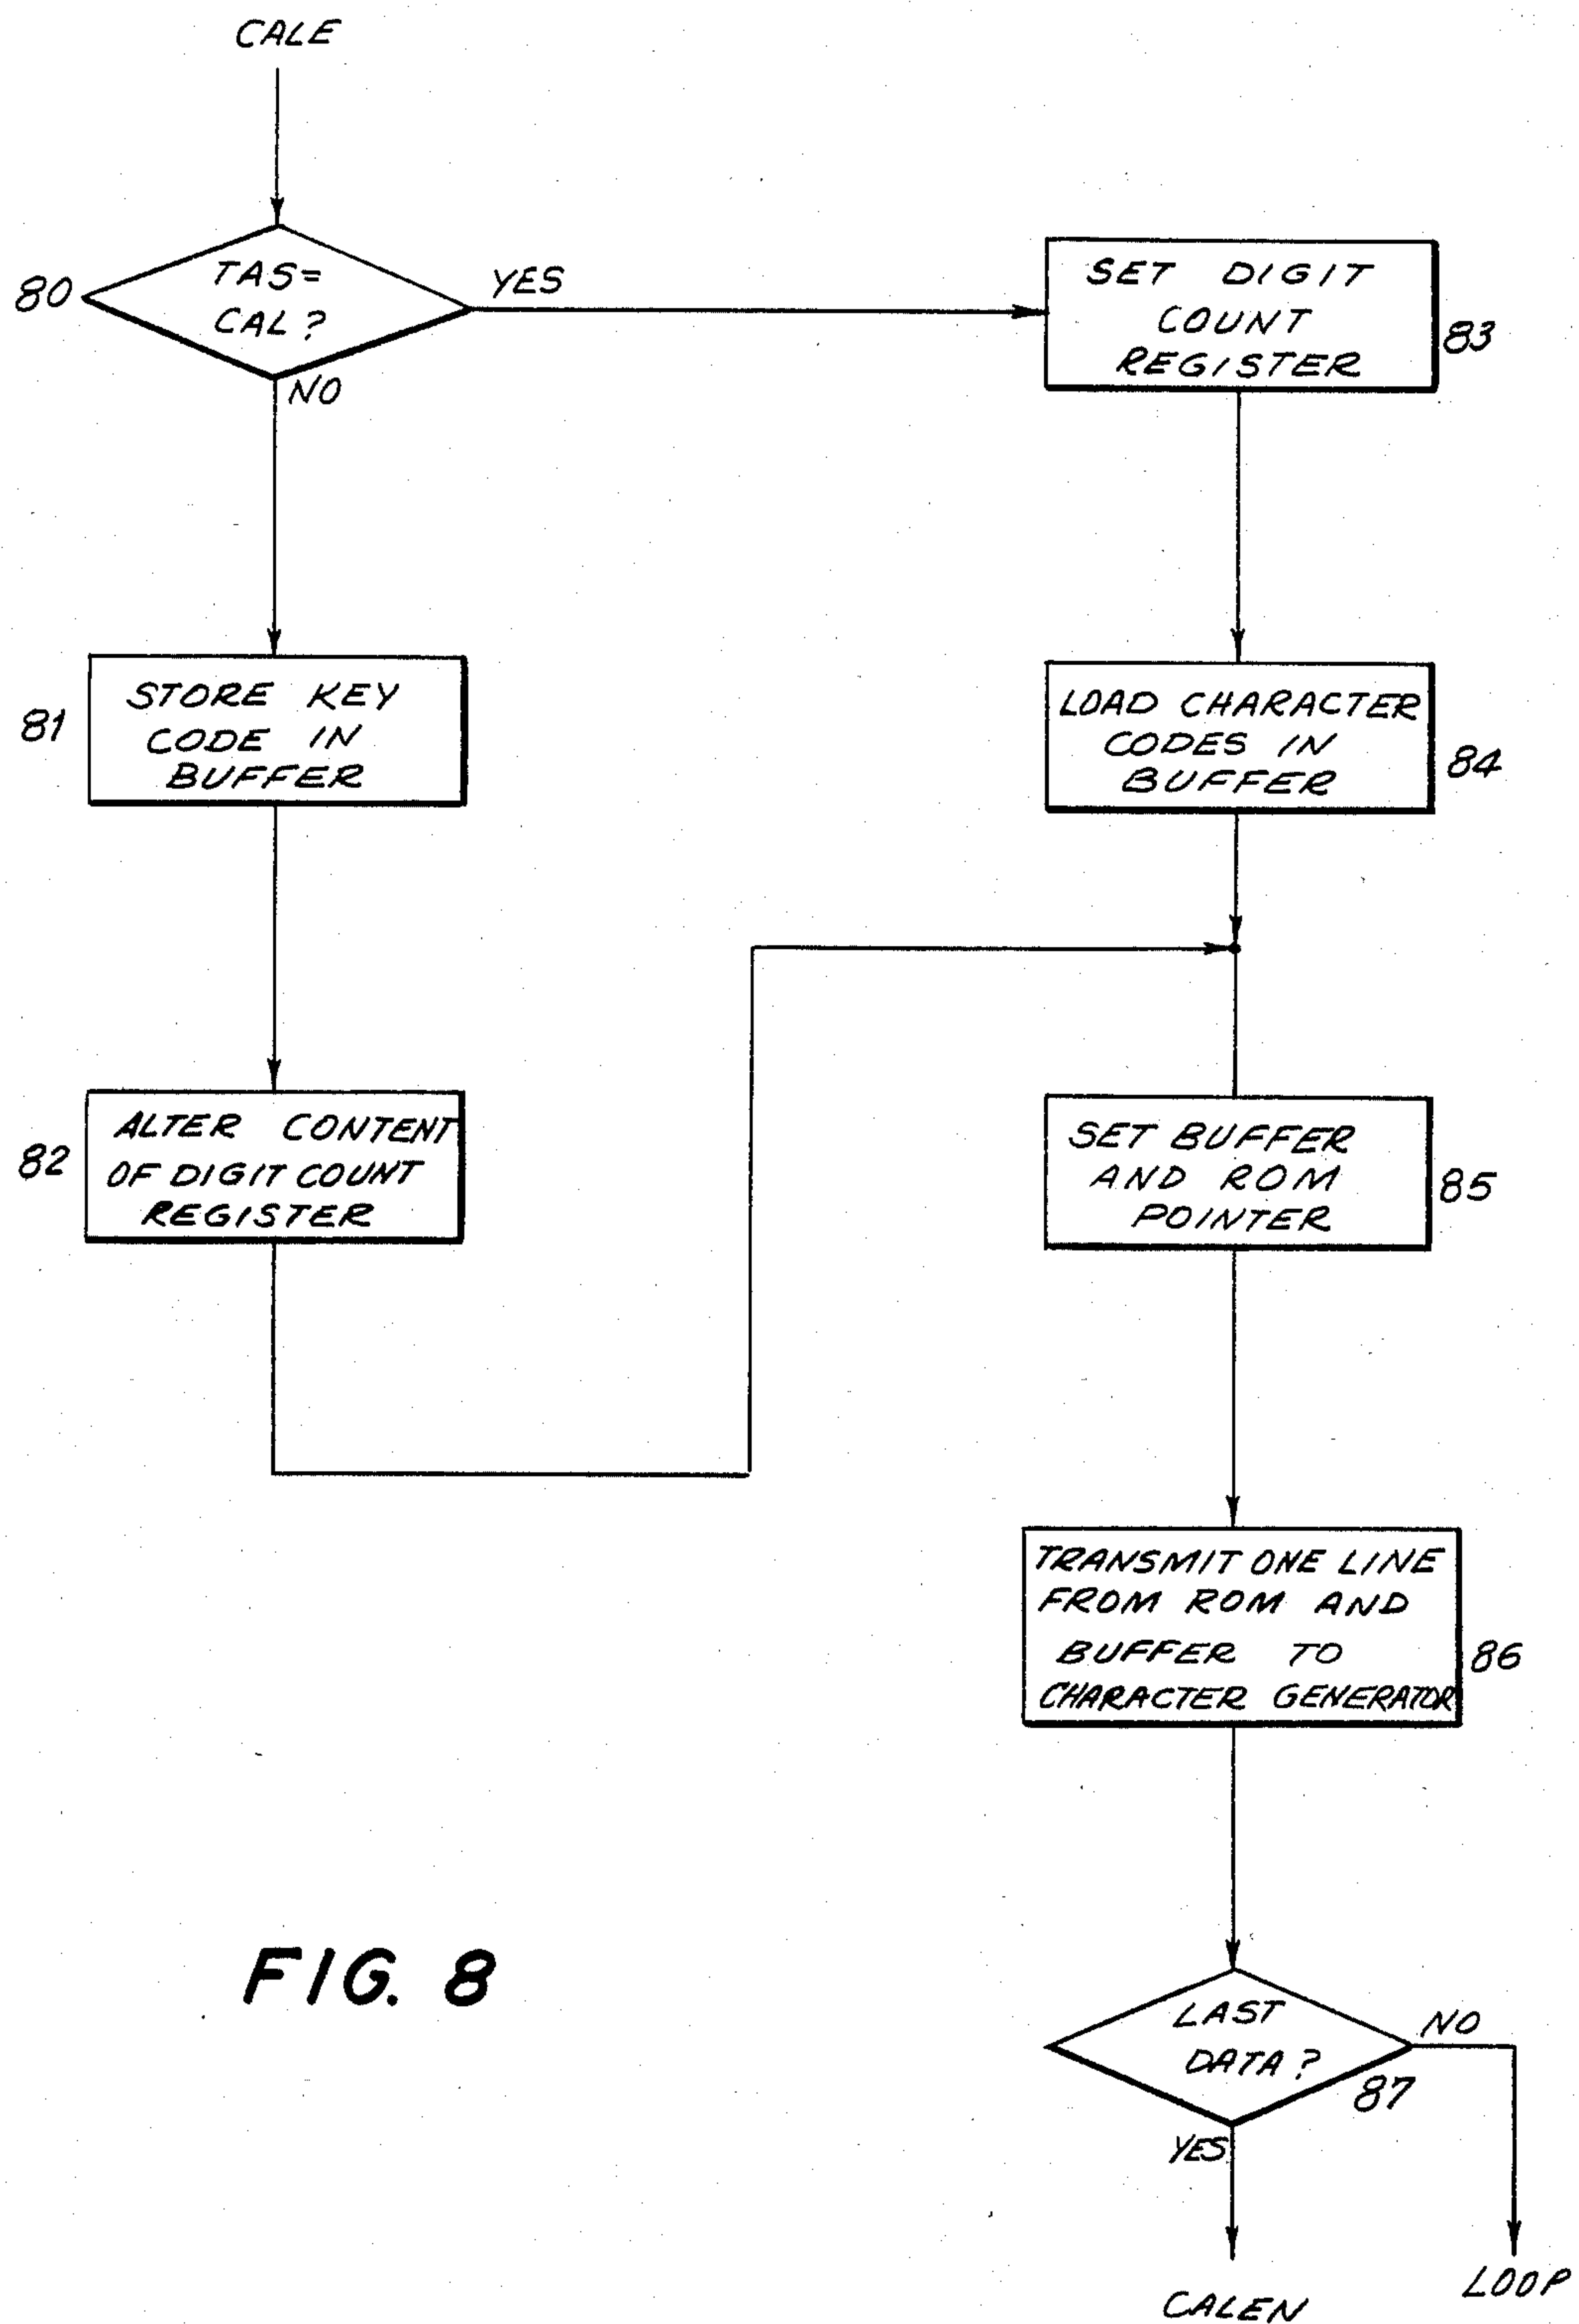 CALE
80
TAS=
CAL?
YES
NO
SET DIGIT
COUNT
REGISTER
83
81
STORE KEY
CODE IN
BUFFER
LOAD CHARACTER
CODES IN
BUFFER
84
82
ALTER CONTENT
OF DIGIT COUNT
REGISTER
SET BUFFER
AND ROM
POINTER
85
TRANSMIT ONE LINE
FROM ROM AND
BUFFER TO
CHARACTER GENERATOR
86
LAST
DATA?
87
NO
YES
LOOP
CALEN
FIG. 8